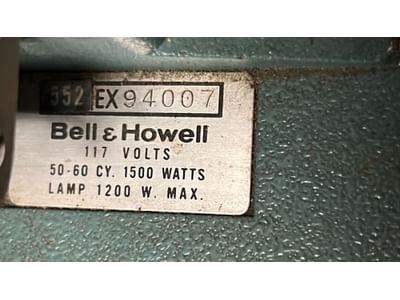 552 EX94007
Bell & Howell
117 VOLTS
50-60 CY. 1500 WATTS
LAMP 1200 W. MAX.